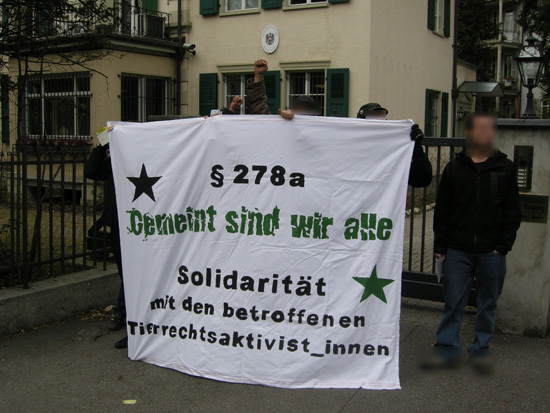 § 278a
Gemeint sind wir alle
Solidarität
mit den betroffenen
Tierrechtsaktivist_innen